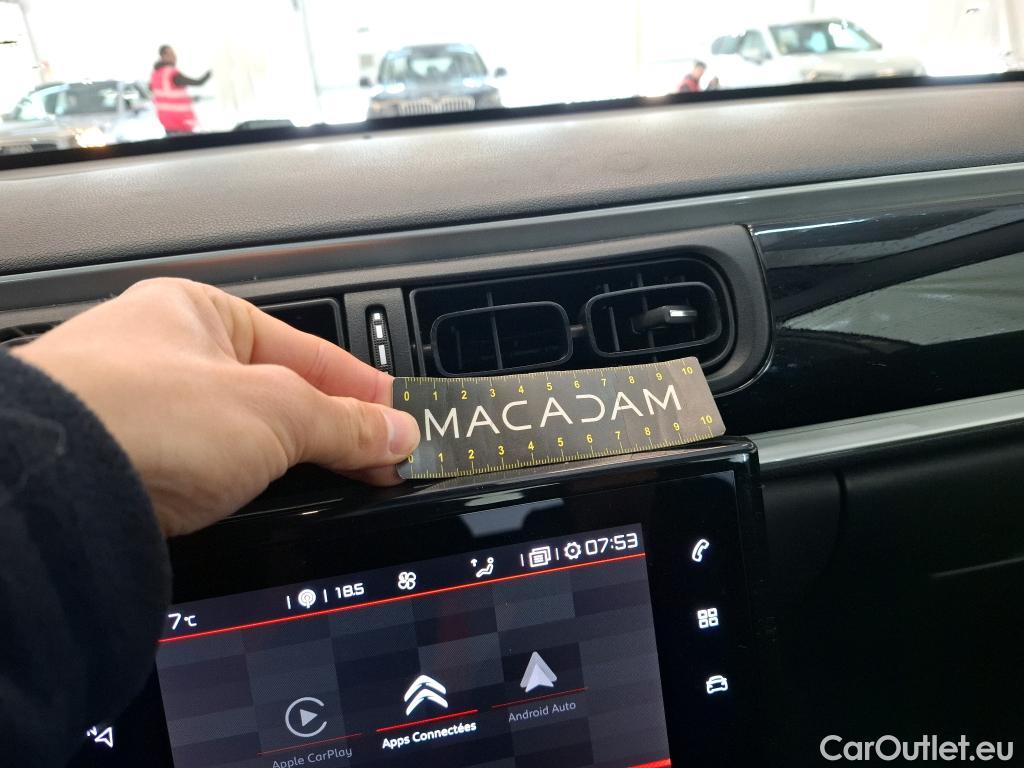 0 1 2 3 4 5 6 7 8 9 10
MACADAM
0 1 2 3 4 5 6 7 8 9 10
7°C 18.5 07:53
Apple CarPlay Apps Connectées Android Auto
CarOutlet.eu